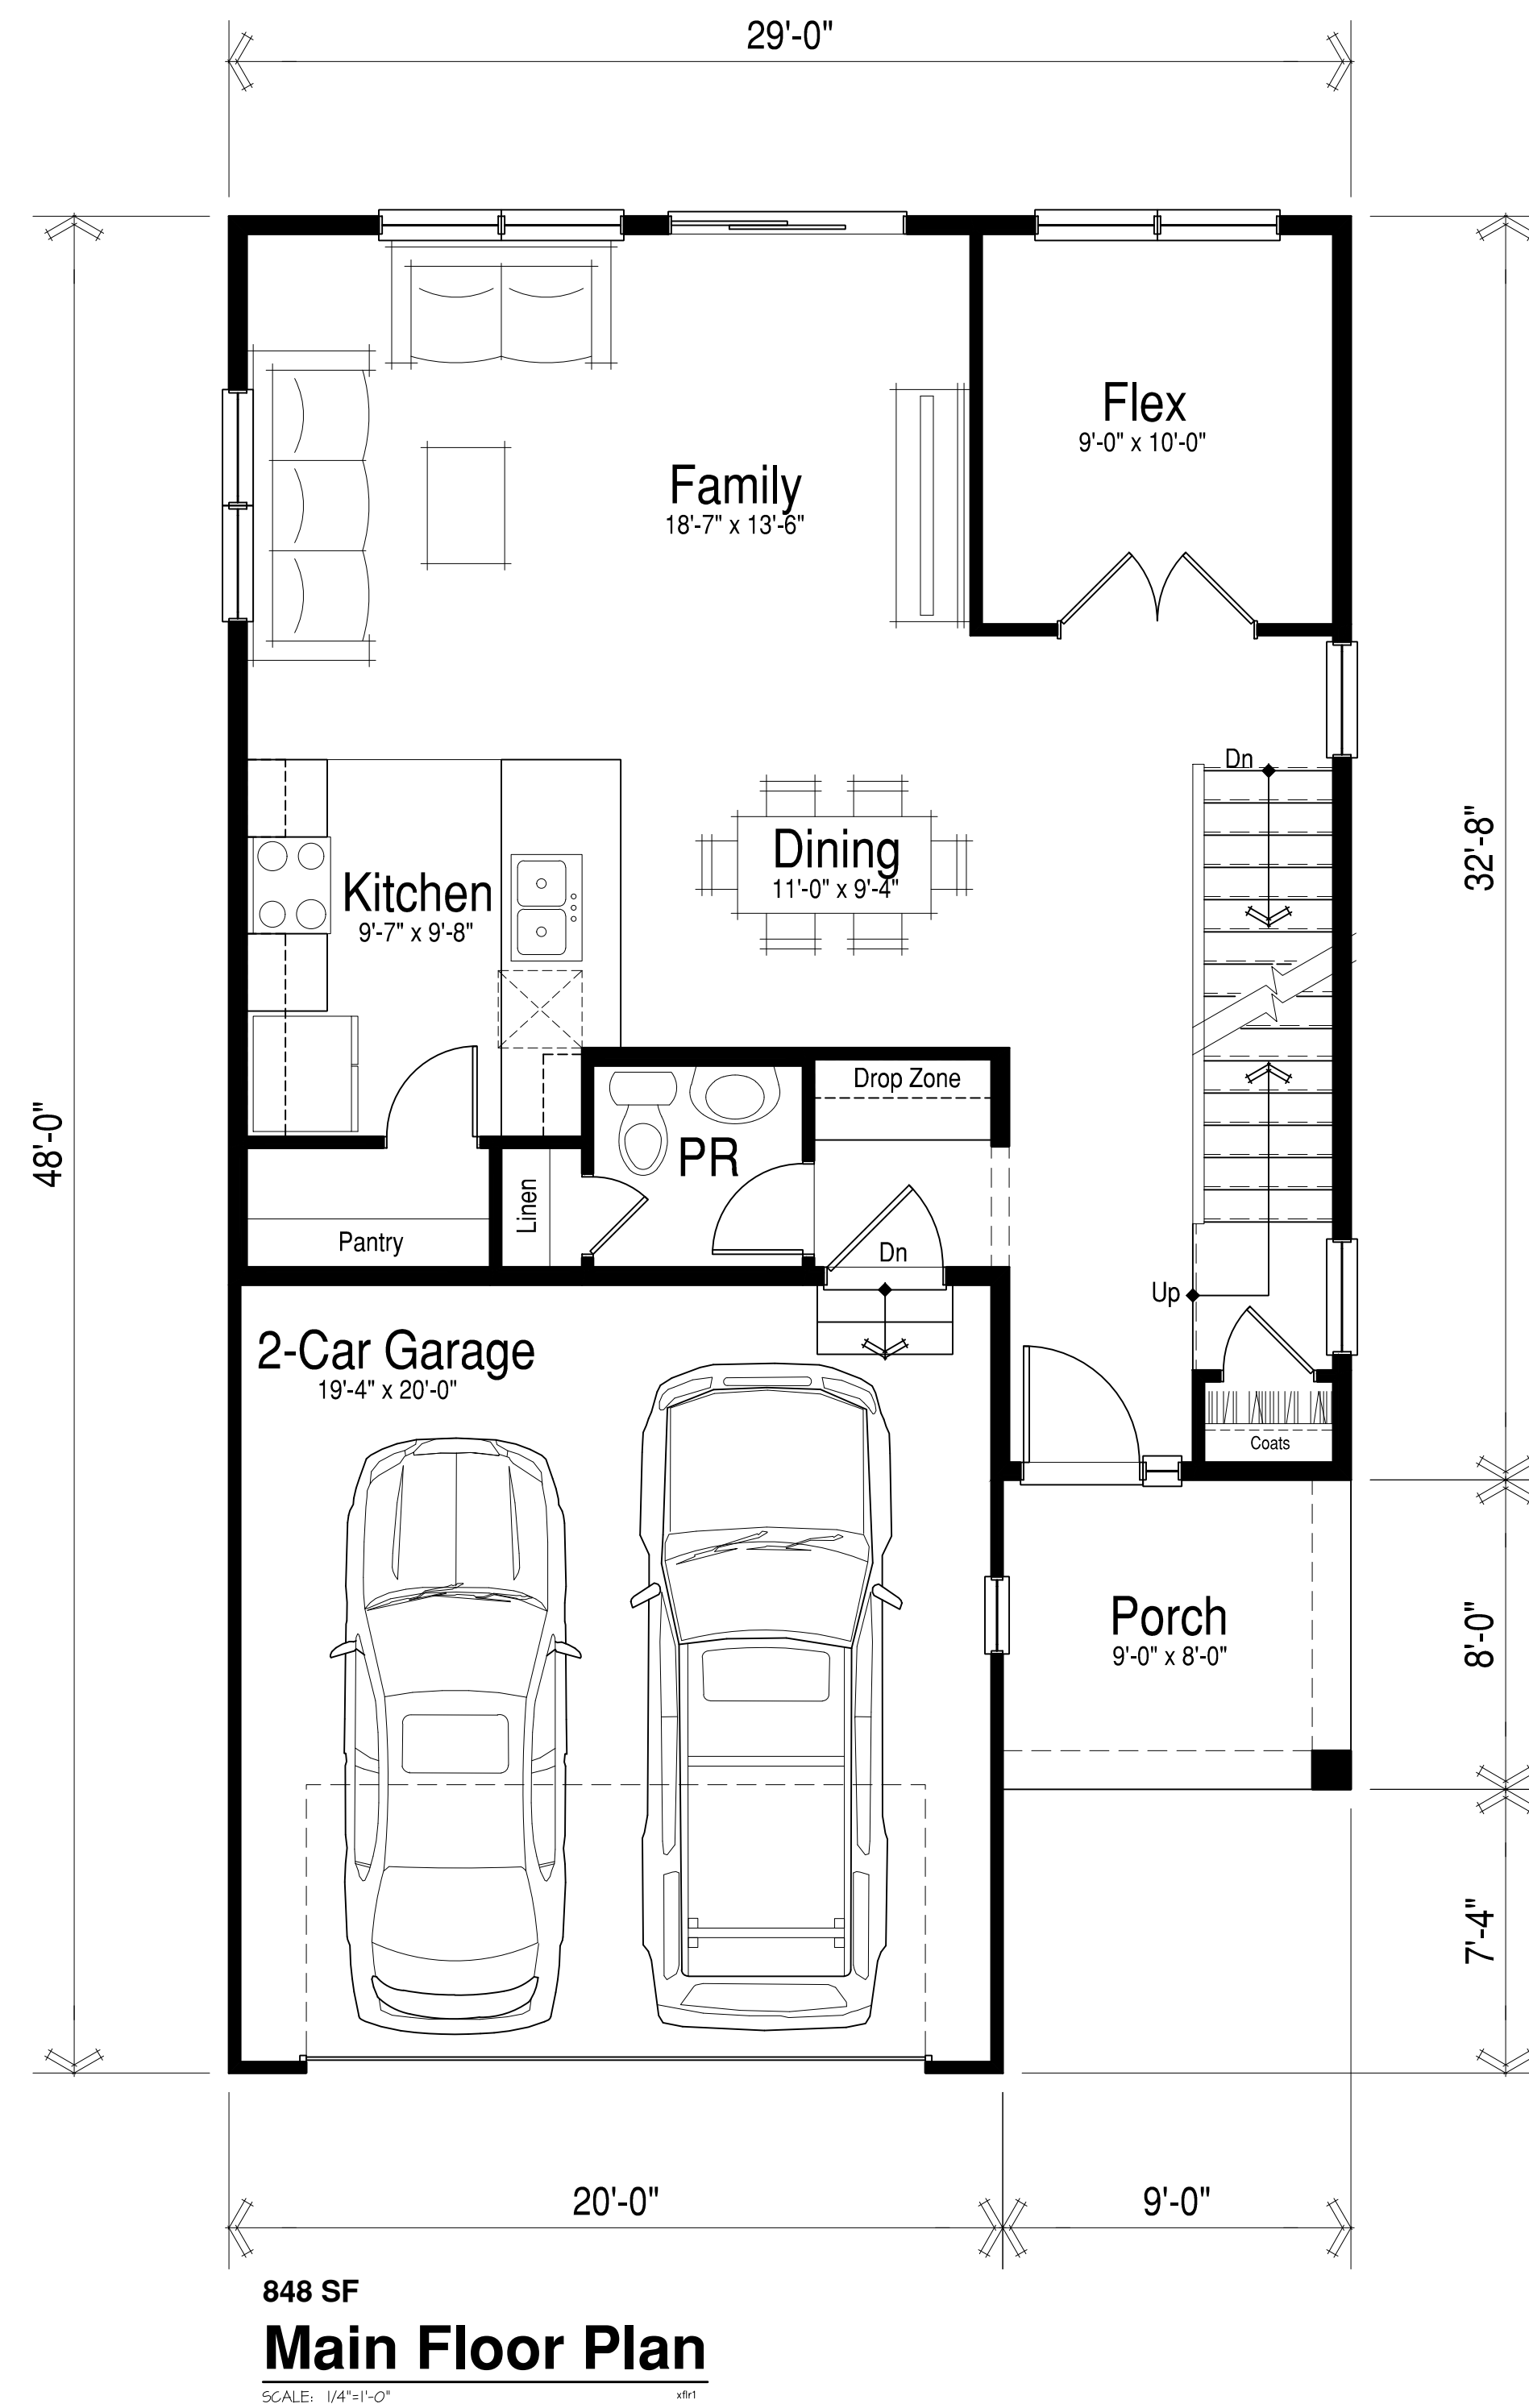 29'-0"
Flex
9'-0" x 10'-0"
Family
18'-7" x 13'-6"
Dn
32'-8"
Dining
11'-0" x 9'-4"
Kitchen
9'-7" x 9'-8"
48'-0"
Drop Zone
PR
Linen
Pantry
Dn
Up
2-Car Garage
19'-4" x 20'-0"
Coats
Porch
9'-0" x 8'-0"
8'-0"
7'-4"
20'-0"
9'-0"
848 SF
Main Floor Plan
SCALE: 1/4"=1'-0"
xflr1